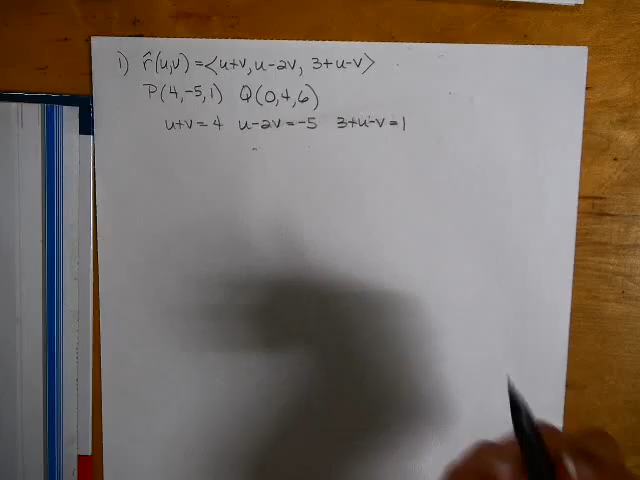 1) r̂(u,v) = <u+v, u-2v, 3+u-v>
P(4,-5,1) Q(0,4,6)
u+v=4 u-2v=-5 3+u-v=1